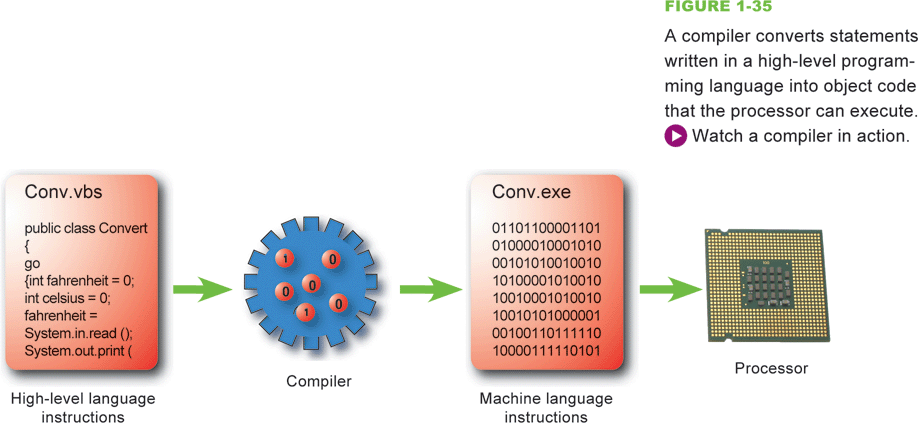 FIGURE 1-35
A compiler converts statements
written in a high-level program-
ming language into object code
that the processor can execute.
Watch a compiler in action.
Conv.vbs
public class Convert
{
go
{int fahrenheit = 0;
int celsius = 0;
fahrenheit =
System.in.read ();
System.out.print (
High-level language
instructions
1
0
0
0
1
0
Compiler
Conv.exe
01101100001101
01000010001010
00101010010010
10100001010010
10010001010010
10010101000001
00100110111110
10000111110101
Machine language
instructions
Processor